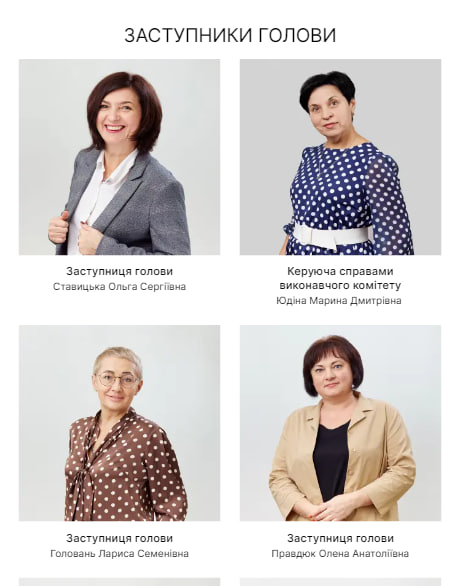 ЗАСТУПНИКИ ГОЛОВИ
Заступниця голови
Ставицька Ольга Сергіївна
Керуюча справами
виконавчого комітету
Юдіна Марина Дмитрівна
Заступниця голови
Головань Лариса Семенівна
Заступниця голови
Правдюк Олена Анатоліївна